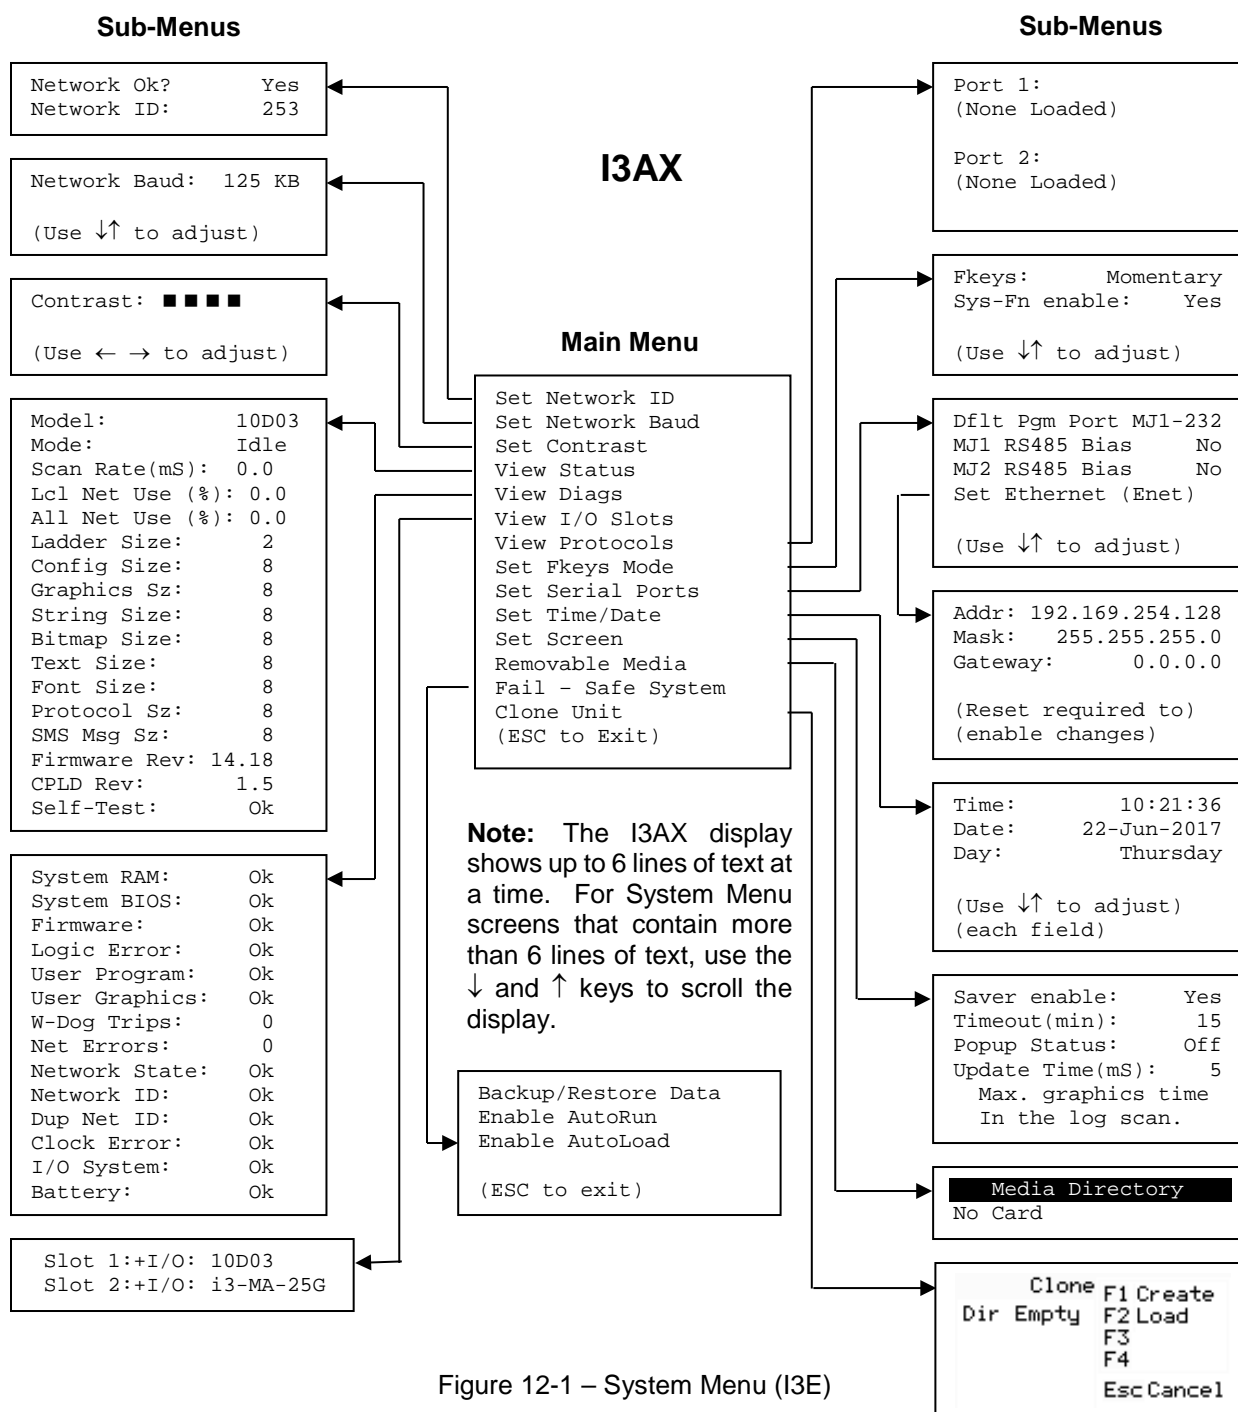 Sub-Menus
Network Ok? Yes
Network ID: 253
Network Baud: 125 KB
(Use ↓↑ to adjust)
Contrast: ■ ■ ■ ■
(Use ← → to adjust)
Model: 10D03
Mode: Idle
Scan Rate(mS): 0.0
Lcl Net Use (%): 0.0
All Net Use (%): 0.0
Ladder Size: 2
Config Size: 8
Graphics Sz: 8
String Size: 8
Bitmap Size: 8
Text Size: 8
Font Size: 8
Protocol Sz: 8
SMS Msg Sz: 8
Firmware Rev: 14.18
CPLD Rev: 1.5
Self-Test: Ok
System RAM: Ok
System BIOS: Ok
Firmware: Ok
Logic Error: Ok
User Program: Ok
User Graphics: Ok
W-Dog Trips: 0
Net Errors: 0
Network State: Ok
Network ID: Ok
Dup Net ID: Ok
Clock Error: Ok
I/O System: Ok
Battery: Ok
Slot 1:+I/O: 10D03
Slot 2:+I/O: i3-MA-25G
I3AX
Main Menu
Set Network ID
Set Network Baud
Set Contrast
View Status
View Diags
View I/O Slots
View Protocols
Set Fkeys Mode
Set Serial Ports
Set Time/Date
Set Screen
Removable Media
Fail – Safe System
Clone Unit
(ESC to Exit)
Note: The I3AX display
shows up to 6 lines of text at
a time. For System Menu
screens that contain more
than 6 lines of text, use the
↓ and ↑ keys to scroll the
display.
Backup/Restore Data
Enable AutoRun
Enable AutoLoad
(ESC to exit)
Sub-Menus
Port 1:
(None Loaded)
Port 2:
(None Loaded)
Fkeys: Momentary
Sys-Fn enable: Yes
(Use ↓↑ to adjust)
Dflt Pgm Port MJ1-232
MJ1 RS485 Bias No
MJ2 RS485 Bias No
Set Ethernet (Enet)
(Use ↓↑ to adjust)
Addr: 192.169.254.128
Mask: 255.255.255.0
Gateway: 0.0.0.0
(Reset required to)
(enable changes)
Time: 10:21:36
Date: 22-Jun-2017
Day: Thursday
(Use ↓↑ to adjust)
(each field)
Saver enable: Yes
Timeout(min): 15
Popup Status: Off
Update Time(mS): 5
Max. graphics time
In the log scan.
Media Directory
No Card
Clone F1 Create
Dir Empty F2 Load
F3
F4
Esc Cancel
Figure 12-1 – System Menu (I3E)